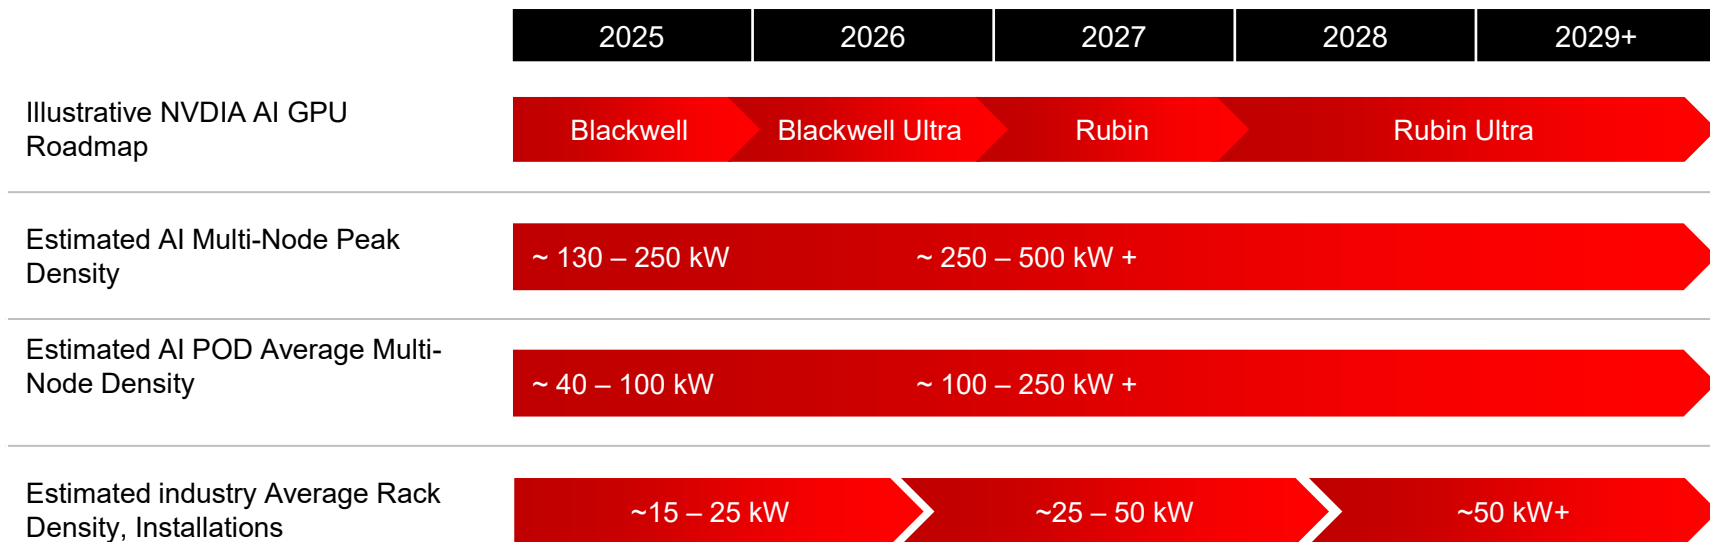 2025 2026 2027 2028 2029+
Illustrative NVDIA AI GPU
Roadmap
Blackwell Blackwell Ultra Rubin Rubin Ultra
Estimated AI Multi-Node Peak
Density
~ 130 – 250 kW ~ 250 – 500 kW +
Estimated AI POD Average Multi-
Node Density
~ 40 – 100 kW ~ 100 – 250 kW +
Estimated industry Average Rack
Density, Installations
~15 – 25 kW ~25 – 50 kW ~50 kW+